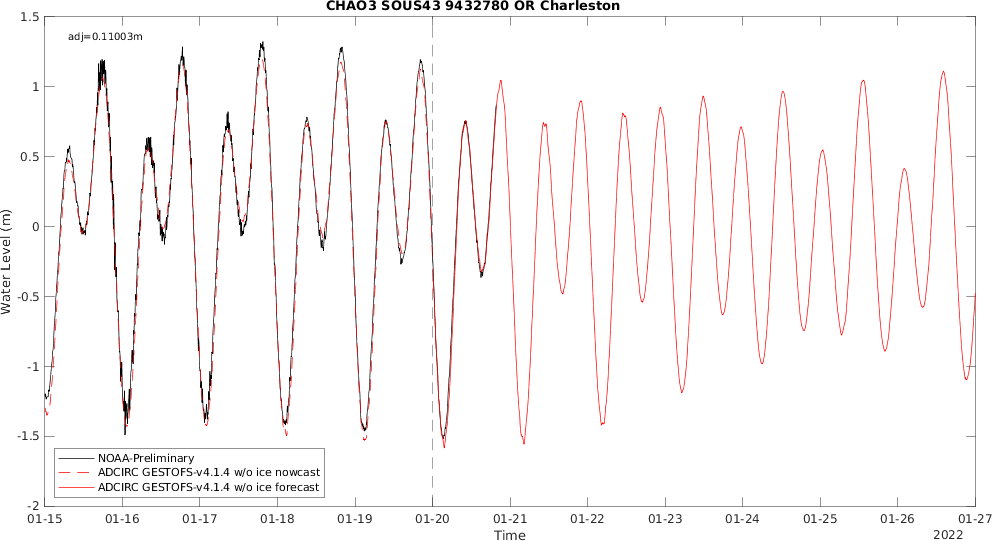 CHAO3 SOUS43 9432780 OR Charleston
adj=0.11003m
1.5
1
0.5
0
-0.5
-1
-1.5
-2
Water Level (m)
NOAA-Preliminary
ADCIRC GESTOFS-v4.1.4 w/o ice nowcast
ADCIRC GESTOFS-v4.1.4 w/o ice forecast
01-15 01-16 01-17 01-18 01-19 01-20 01-21 01-22 01-23 01-24 01-25 01-26 01-27
Time
2022